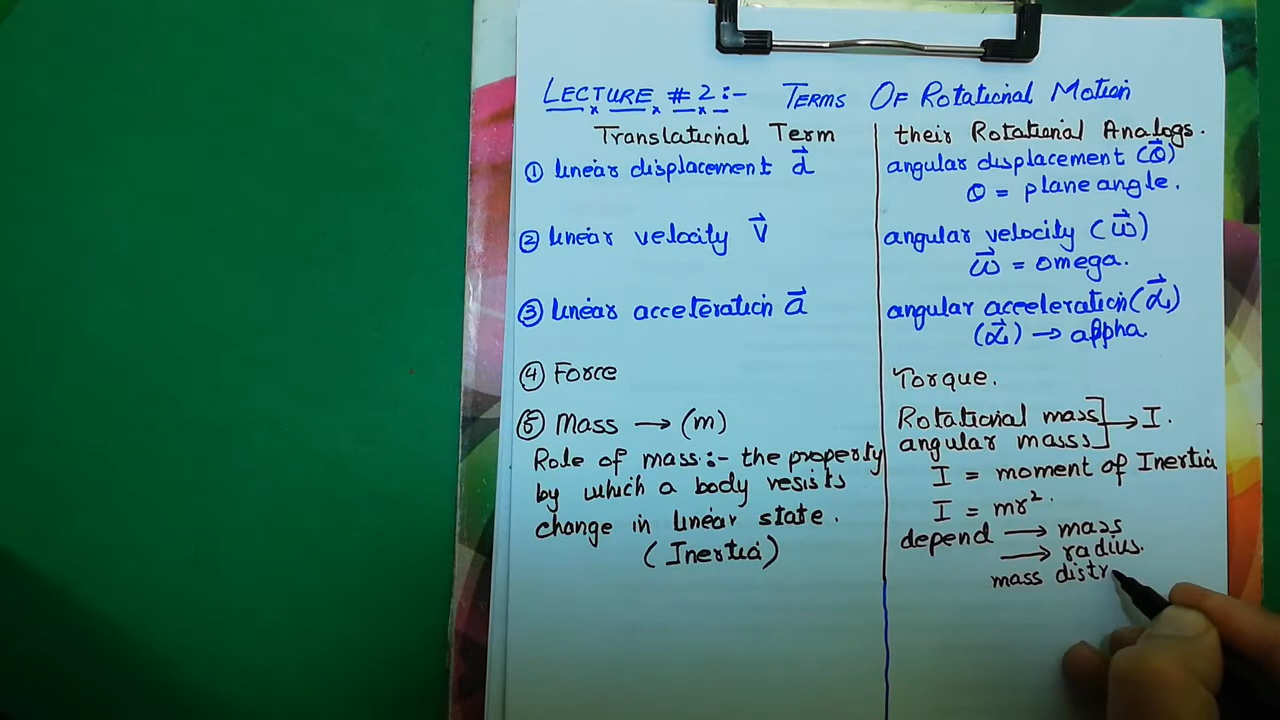 LECTURE # 2:- TERMS OF Rotational Motion
Translational Term
their Rotational Analogs.
① linear displacement d⃗
angular displacement (θ⃗)
θ = plane angle.
② linear velocity V⃗
angular velocity (ω⃗)
ω⃗ = omega.
③ linear acceleration a⃗
angular acceleration (α⃗)
(α⃗) → alpha.
④ Force
Torque.
⑤ Mass → (m)
Rotational mass
angular masss
→ I.
Role of mass:- the property
by which a body resists
change in linear state.
(Inertia)
I = moment of Inertia
I = mr².
depend → mass
→ radius.
mass distr